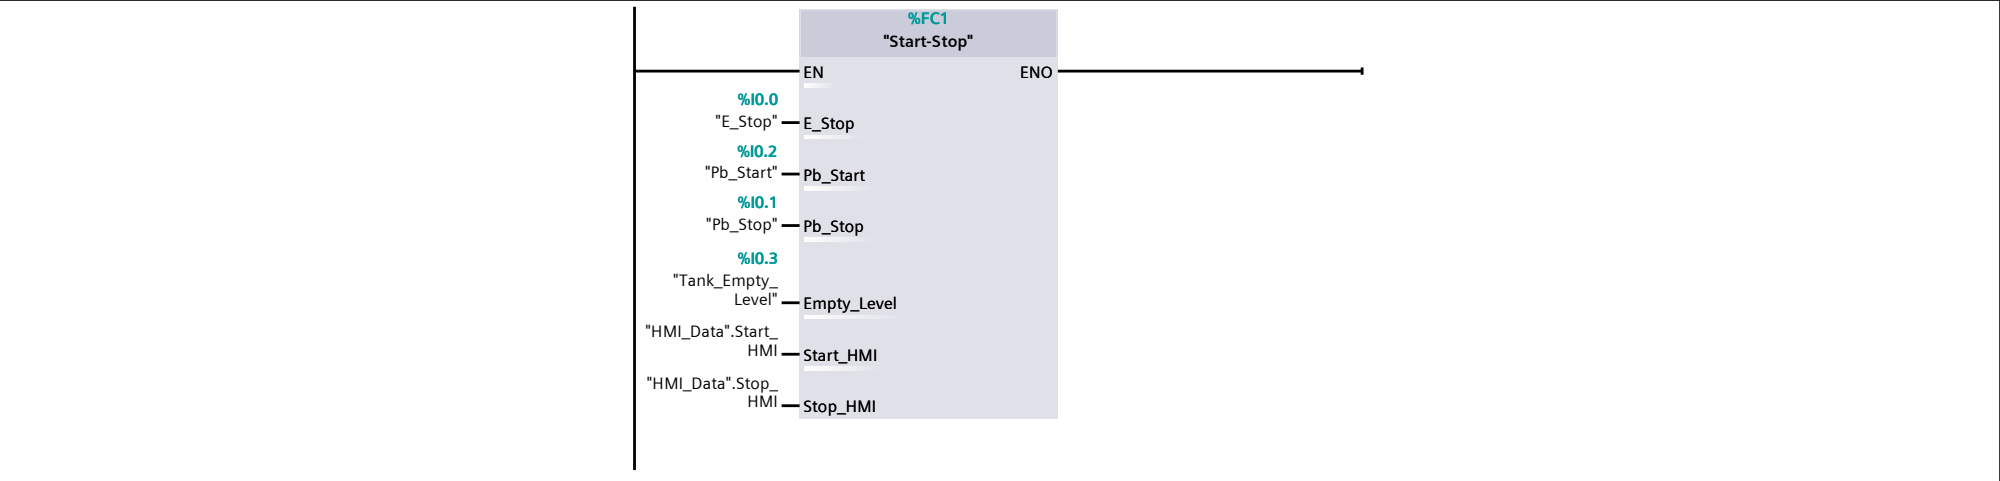 %FC1
"Start-Stop"
EN ENO
%I0.0
"E_Stop" E_Stop
%I0.2
"Pb_Start" Pb_Start
%I0.1
"Pb_Stop" Pb_Stop
%I0.3
"Tank_Empty_
Level" Empty_Level
"HMI_Data".Start_
HMI Start_HMI
"HMI_Data".Stop_
HMI Stop_HMI